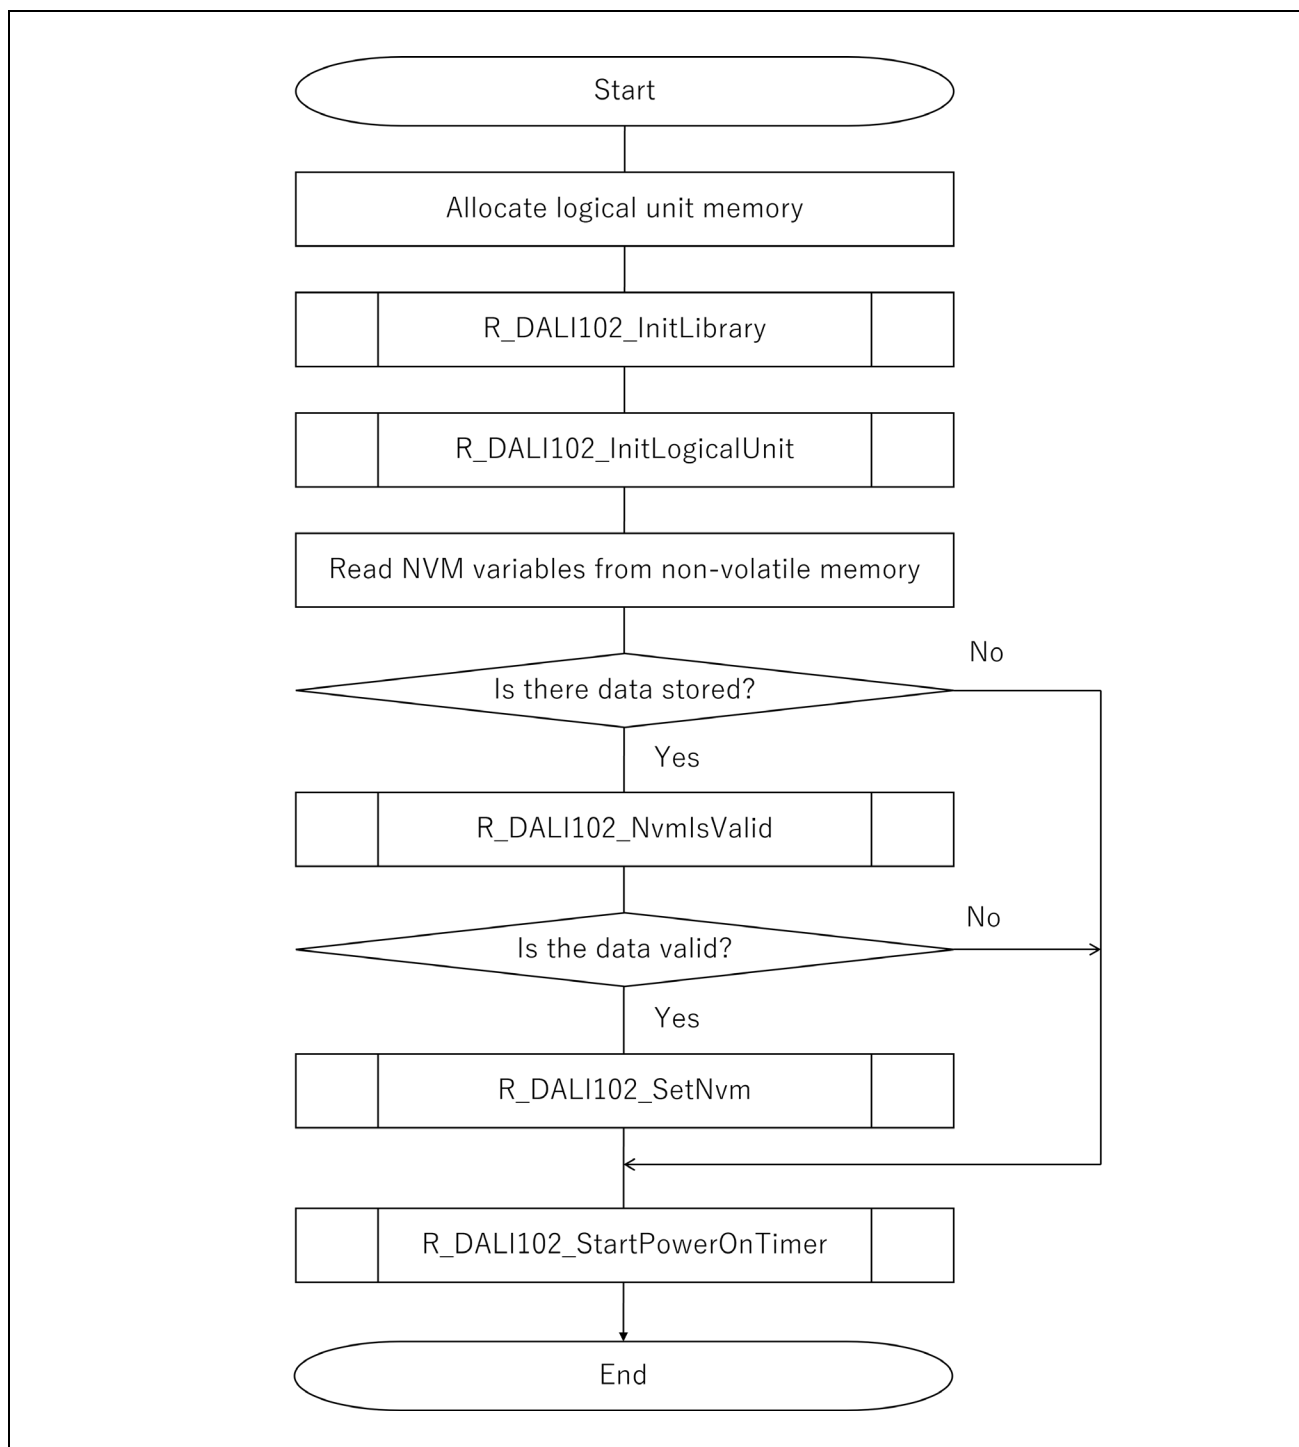 Start
Allocate logical unit memory
R_DALI102_InitLibrary
R_DALI102_InitLogicalUnit
Read NVM variables from non-volatile memory
No
Is there data stored?
Yes
R_DALI102_NvmIsValid
No
Is the data valid?
Yes
R_DALI102_SetNvm
R_DALI102_StartPowerOnTimer
End